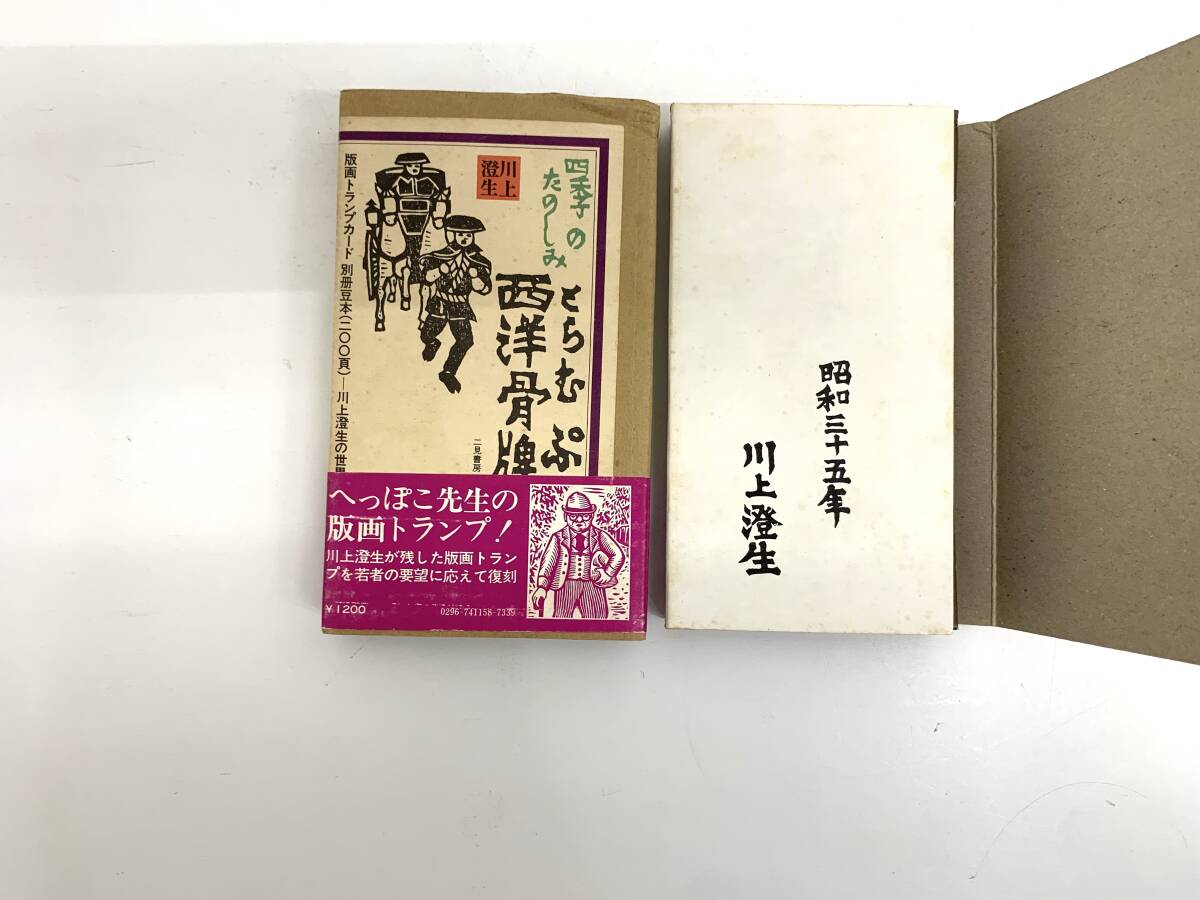 四季の
たのしみ
川上
澄生
とらむぷ
西洋骨牌
二見書房
版画トランプカード 別冊豆本(二〇〇頁)―川上澄生の世界
へっぽこ先生の
版画トランプ!
川上澄生が残した版画トラン
プを若者の要望に応えて復刻
¥1200
0296-741158-7339
昭和三十五年
川上澄生